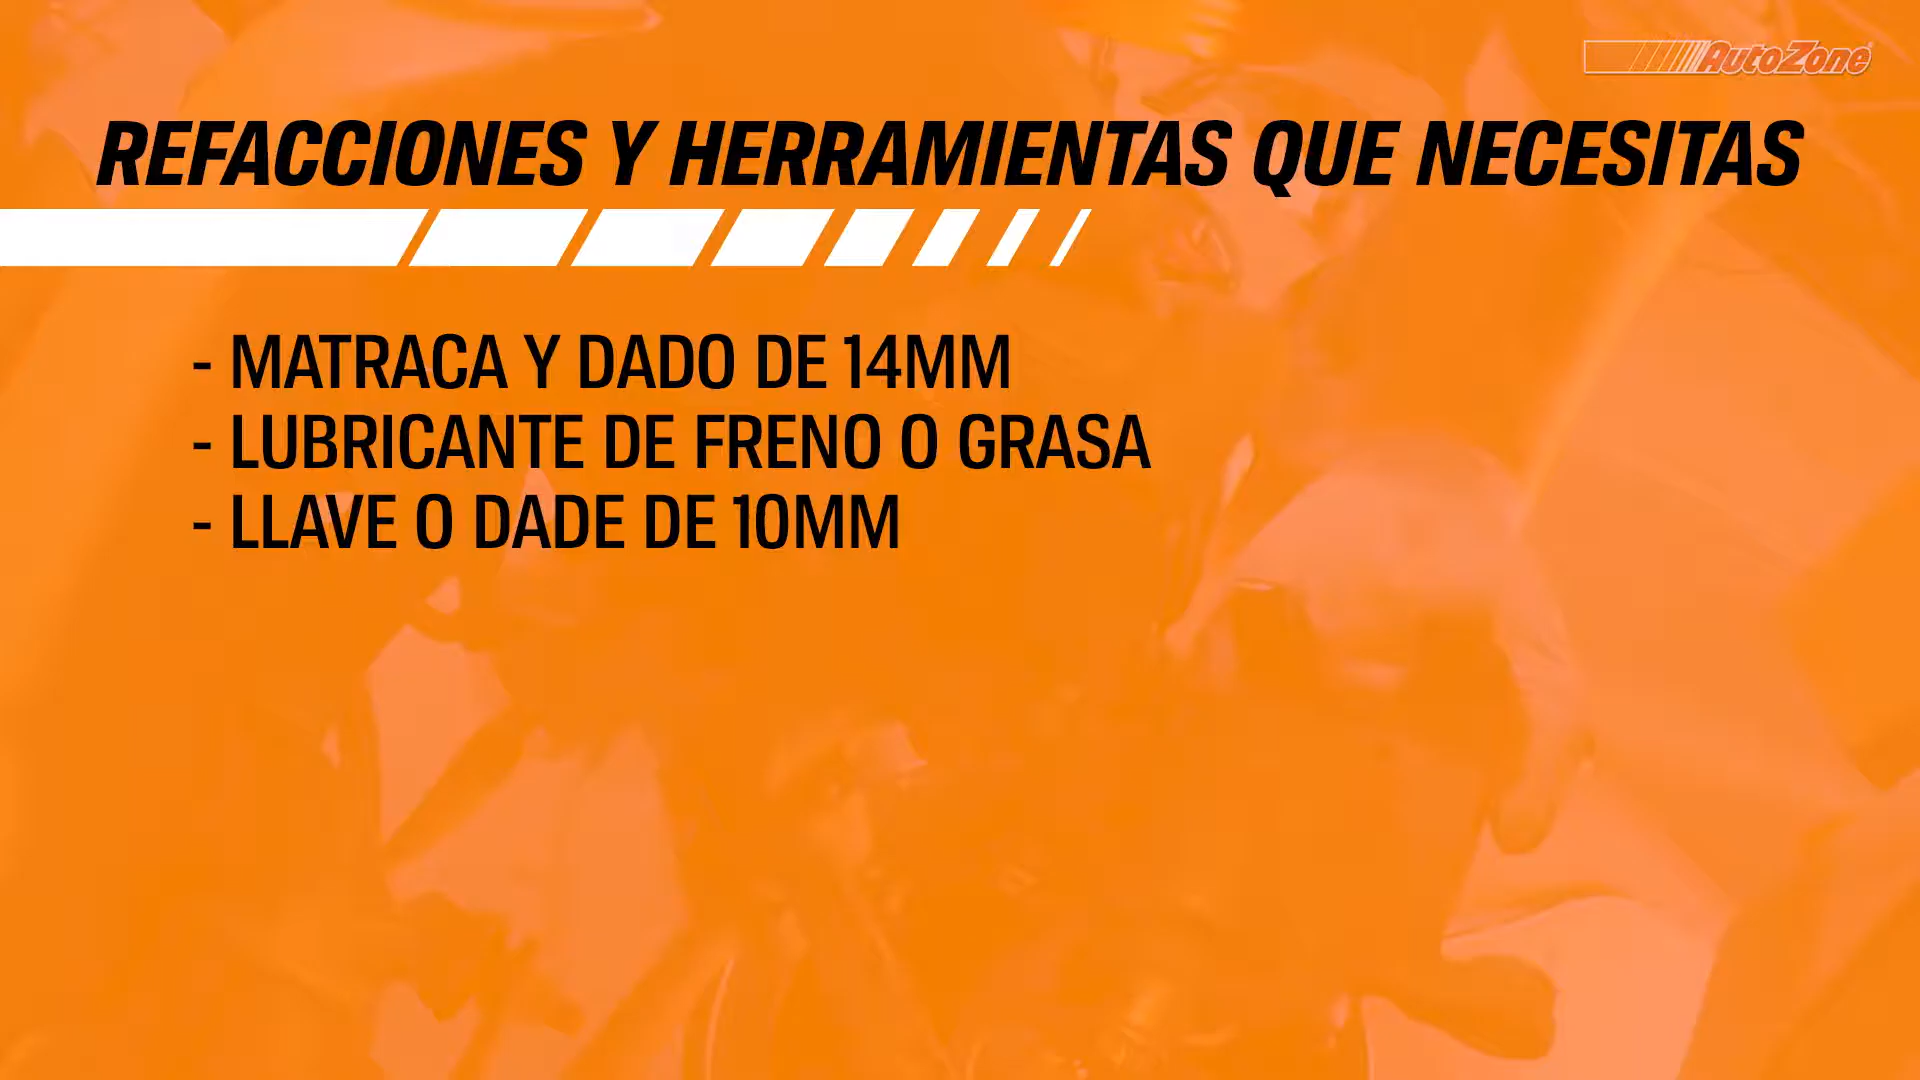 AutoZone
REFACCIONES Y HERRAMIENTAS QUE NECESITAS
- MATRACA Y DADO DE 14MM
- LUBRICANTE DE FRENO O GRASA
- LLAVE O DADE DE 10MM